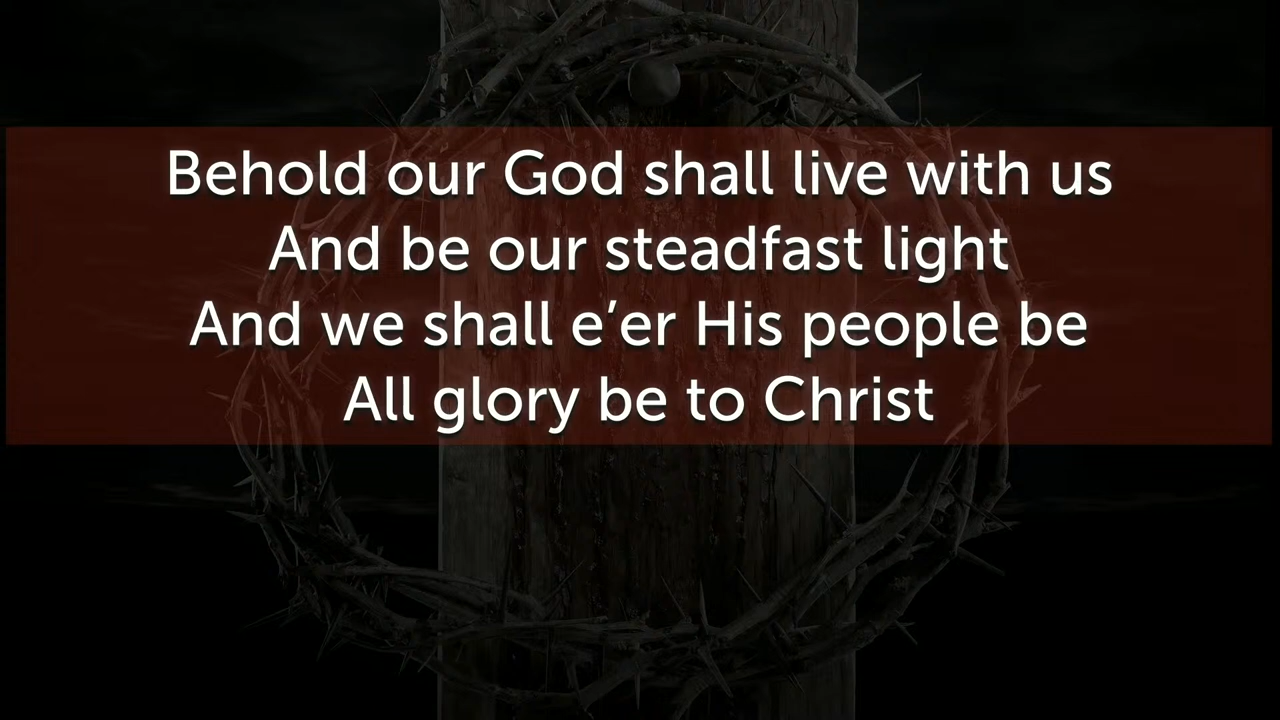 Behold our God shall live with us
And be our steadfast light
And we shall e’er His people be
All glory be to Christ